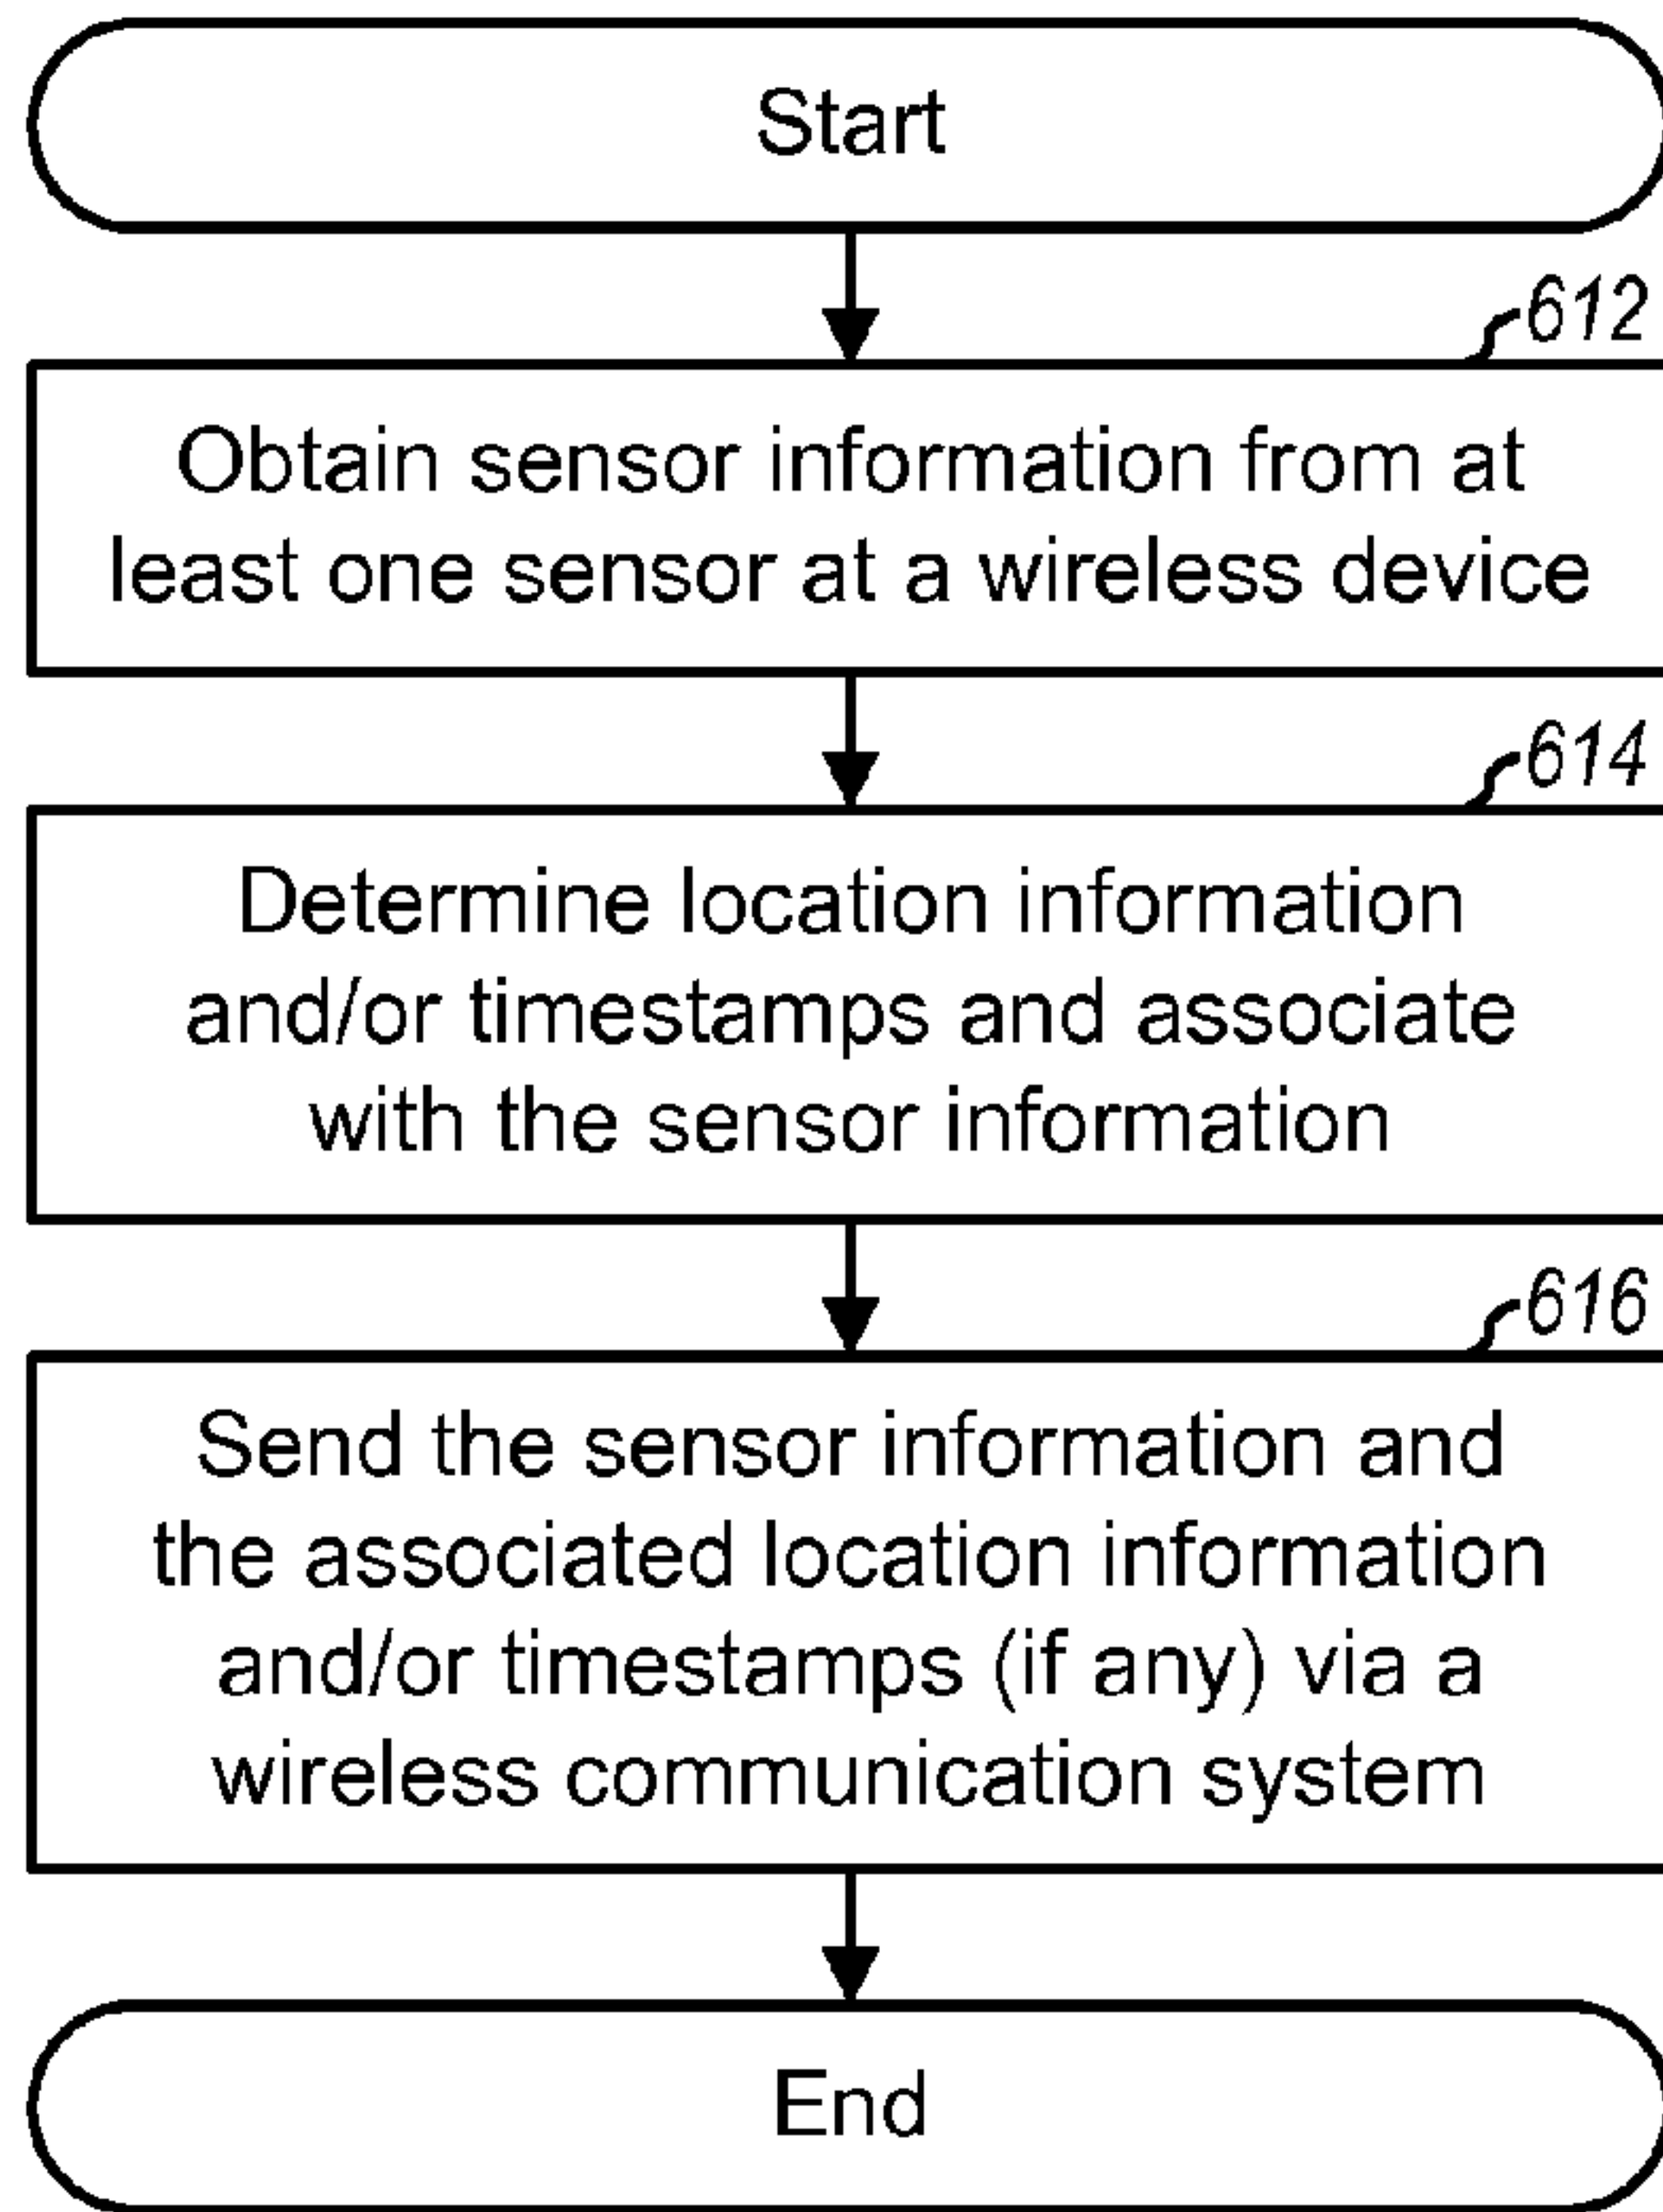 Start
612
Obtain sensor information from at
least one sensor at a wireless device
614
Determine location information
and/or timestamps and associate
with the sensor information
616
Send the sensor information and
the associated location information
and/or timestamps (if any) via a
wireless communication system
End